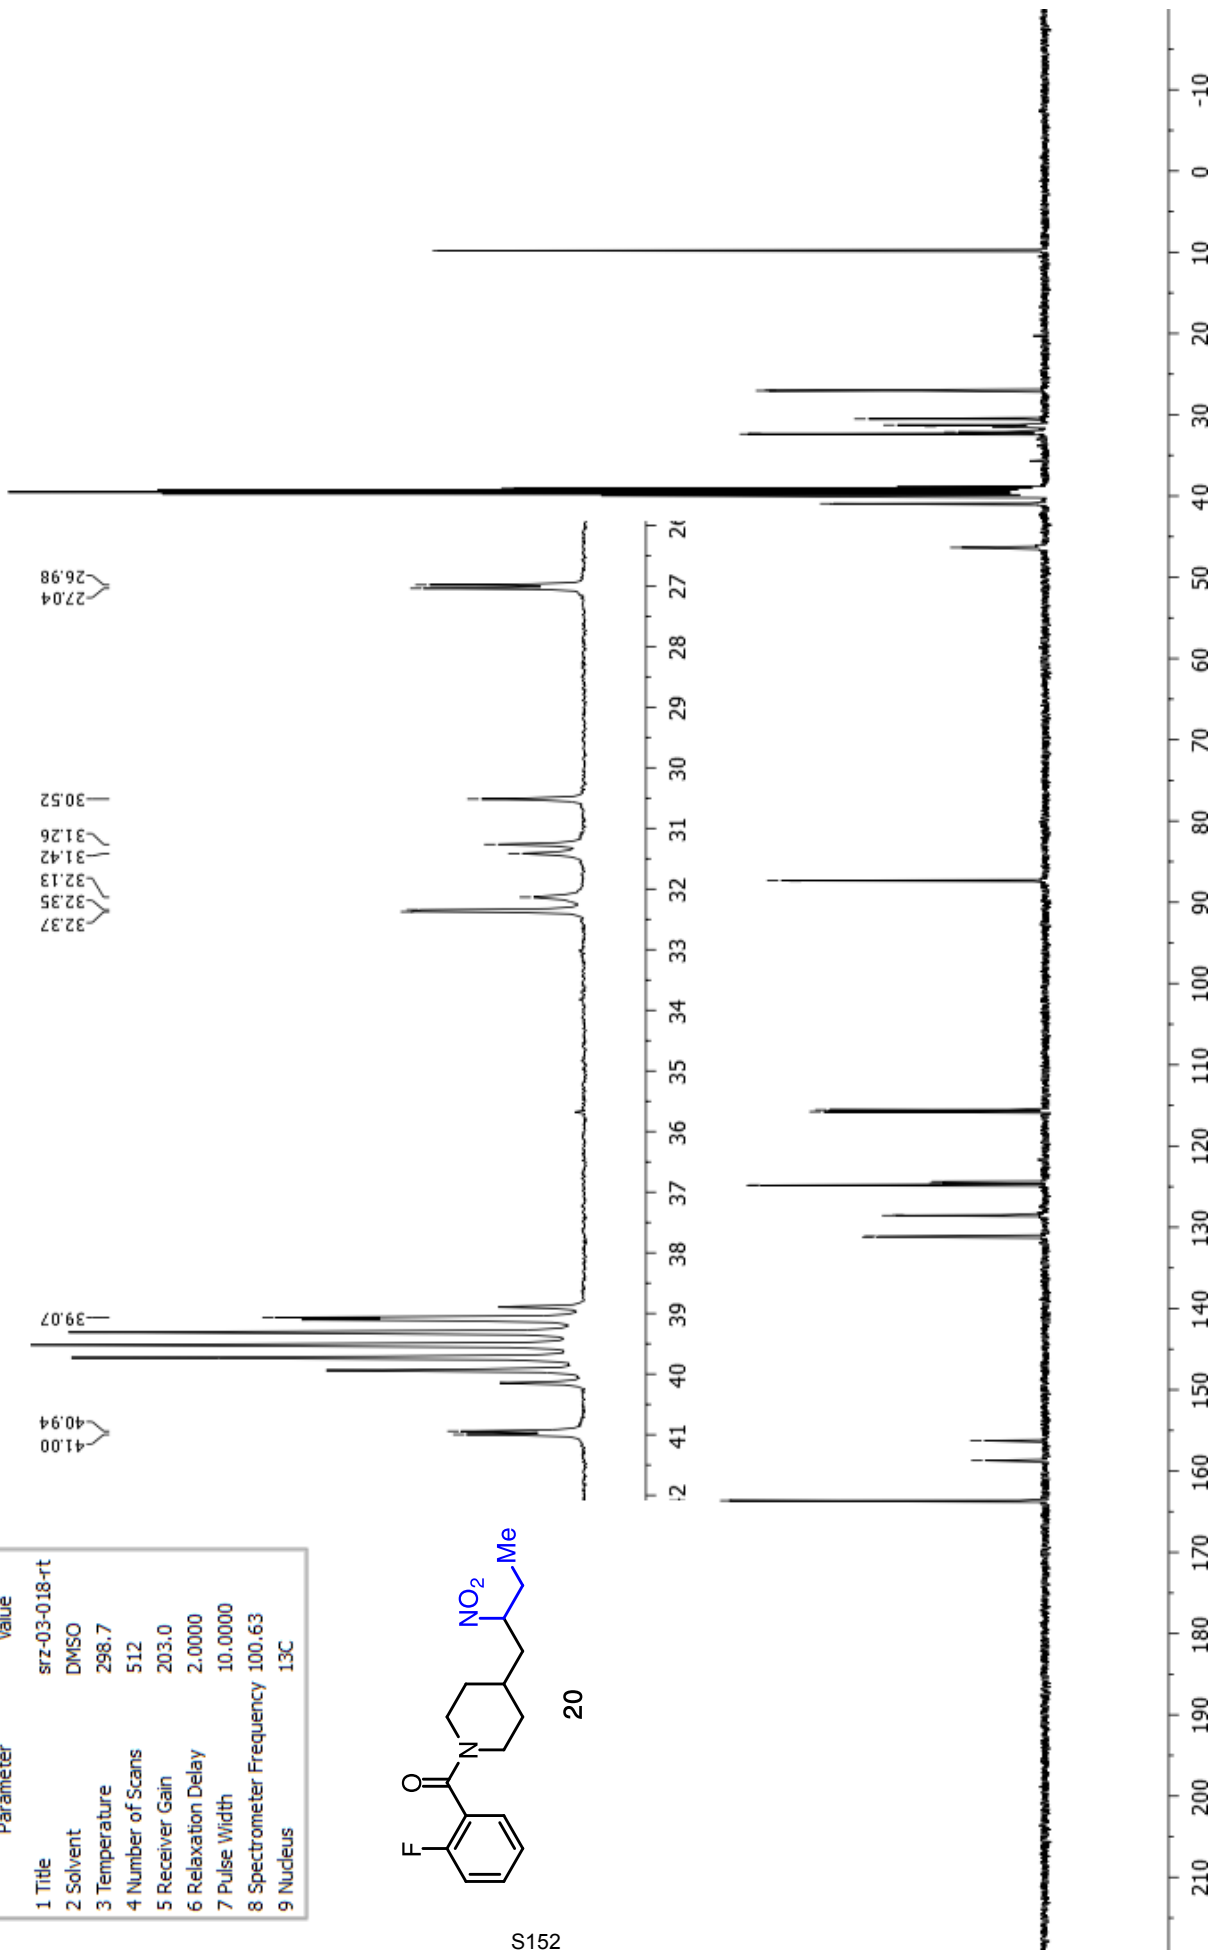 Parameter Value
1 Title srz-03-018-rt
2 Solvent DMSO
3 Temperature 298.7
4 Number of Scans 512
5 Receiver Gain 203.0
6 Relaxation Delay 2.0000
7 Pulse Width 10.0000
8 Spectrometer Frequency 100.63
9 Nucleus 13C
41.00
40.94
39.07
32.37
32.35
32.13
31.42
31.26
30.52
27.04
26.98
41 40 39 38 37 36 35 34 33 32 31 30 29 28 27
F
O
N
NO2
Me
20
210 200 190 180 170 160 150 140 130 120 110 100 90 80 70 60 50 40 30 20 10 0 -10
S152